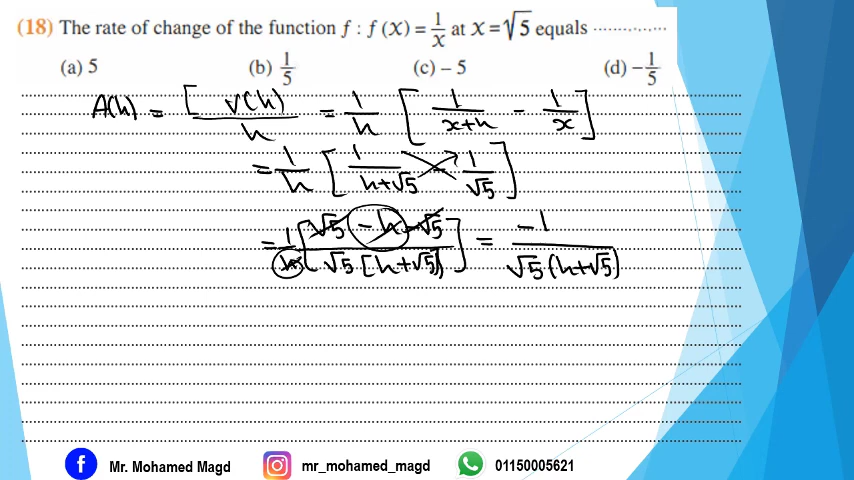 (18) The rate of change of the function f : f (x) = 1/x at x = √5 equals ................
(a) 5 (b) 1/5 (c) – 5 (d) – 1/5
A(h) = [ V(h) / h = 1/h [ 1/(x+h) - 1/x ]
= 1/h [ 1/(h+√5) - 1/√5 ]
= 1/h [ (√5 - h - √5) / (√5 [h+√5]) ] = -1 / (√5 (h+√5))
Mr. Mohamed Magd mr_mohamed_magd 01150005621